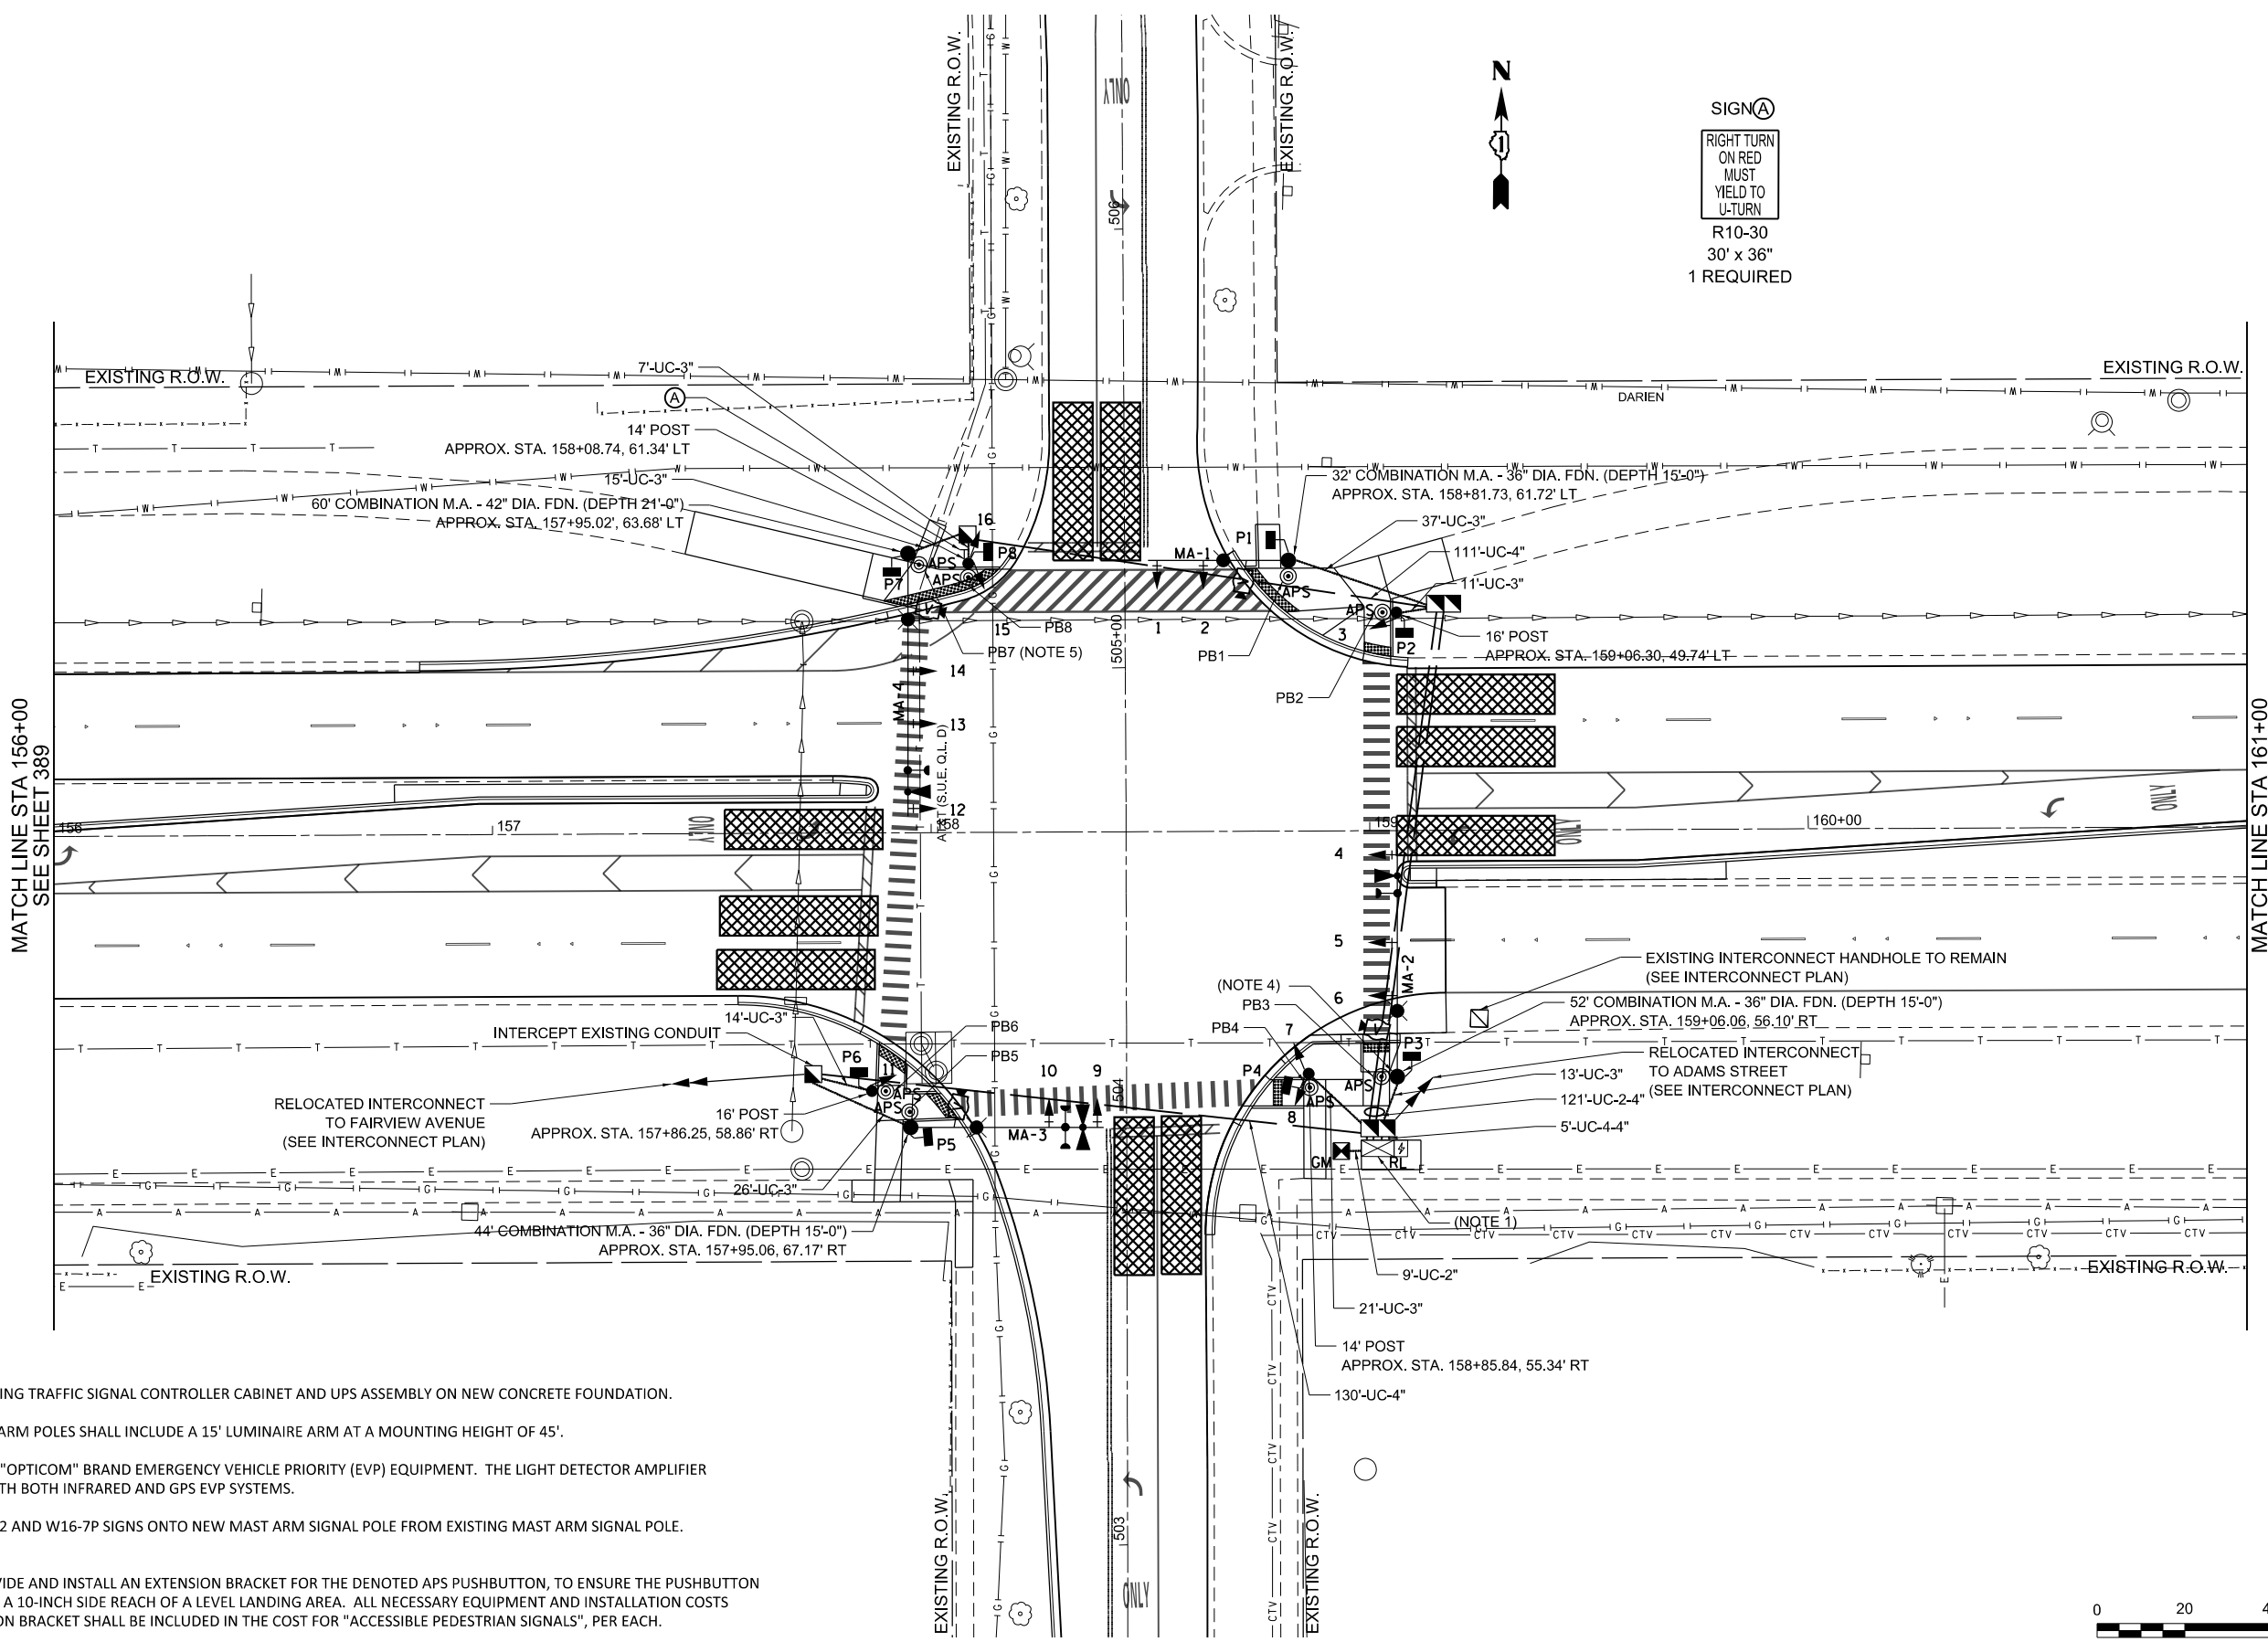 EXISTING R.O.W.
EXISTING R.O.W.
ONLY
506
N
1
SIGN A
RIGHT TURN
ON RED
MUST
YIELD TO
U-TURN
R10-30
30' x 36"
1 REQUIRED
EXISTING R.O.W.
EXISTING R.O.W.
DARIEN
7'-UC-3"
A
14' POST
APPROX. STA. 158+08.74, 61.34' LT
15'-UC-3"
60' COMBINATION M.A. - 42" DIA. FDN. (DEPTH 21'-0")
APPROX. STA. 157+95.02', 63.68' LT
32' COMBINATION M.A. - 36" DIA. FDN. (DEPTH 15'-0")
APPROX. STA. 158+81.73, 61.72' LT
37'-UC-3"
111'-UC-4"
11'-UC-3"
16
P8
APS
APS
P7
MA-1
P1
APS
APS
P2
15
1
2
3
PB8
PB7 (NOTE 5)
505+00
PB1
PB2
16' POST
APPROX. STA. 159+06.30, 49.74' LT
MATCH LINE STA 156+00
SEE SHEET 389
MATCH LINE STA 161+00
MA-4
14
13
12
AT&T (S.U.E. Q.L. D)
156
157
158
159
160+00
ONLY
ONLY
ONLY
4
5
6
MA-2
EXISTING INTERCONNECT HANDHOLE TO REMAIN
(SEE INTERCONNECT PLAN)
(NOTE 4)
PB3
PB4
52' COMBINATION M.A. - 36" DIA. FDN. (DEPTH 15'-0")
APPROX. STA. 159+06.06, 56.10' RT
14'-UC-3"
INTERCEPT EXISTING CONDUIT
PB6
PB5
P6
11
APS
APS
P5
10
9
504
MA-3
7
P4
APS
8
P3
APS
RELOCATED INTERCONNECT
TO ADAMS STREET
(SEE INTERCONNECT PLAN)
13'-UC-3"
121'-UC-2-4"
5'-UC-4-4"
RELOCATED INTERCONNECT
TO FAIRVIEW AVENUE
(SEE INTERCONNECT PLAN)
16' POST
APPROX. STA. 157+86.25, 58.86' RT
GM
RL
26'-UC-3"
(NOTE 1)
44' COMBINATION M.A. - 36" DIA. FDN. (DEPTH 15'-0")
APPROX. STA. 157+95.06, 67.17' RT
EXISTING R.O.W.
EXISTING R.O.W.
9'-UC-2"
21'-UC-3"
14' POST
APPROX. STA. 158+85.84, 55.34' RT
130'-UC-4"
503
ONLY
EXISTING R.O.W.
EXISTING R.O.W.
ING TRAFFIC SIGNAL CONTROLLER CABINET AND UPS ASSEMBLY ON NEW CONCRETE FOUNDATION.
ARM POLES SHALL INCLUDE A 15' LUMINAIRE ARM AT A MOUNTING HEIGHT OF 45'.
"OPTICOM" BRAND EMERGENCY VEHICLE PRIORITY (EVP) EQUIPMENT. THE LIGHT DETECTOR AMPLIFIER
TH BOTH INFRARED AND GPS EVP SYSTEMS.
2 AND W16-7P SIGNS ONTO NEW MAST ARM SIGNAL POLE FROM EXISTING MAST ARM SIGNAL POLE.
VIDE AND INSTALL AN EXTENSION BRACKET FOR THE DENOTED APS PUSHBUTTON, TO ENSURE THE PUSHBUTTON
A 10-INCH SIDE REACH OF A LEVEL LANDING AREA. ALL NECESSARY EQUIPMENT AND INSTALLATION COSTS
ON BRACKET SHALL BE INCLUDED IN THE COST FOR "ACCESSIBLE PEDESTRIAN SIGNALS", PER EACH.
0 20